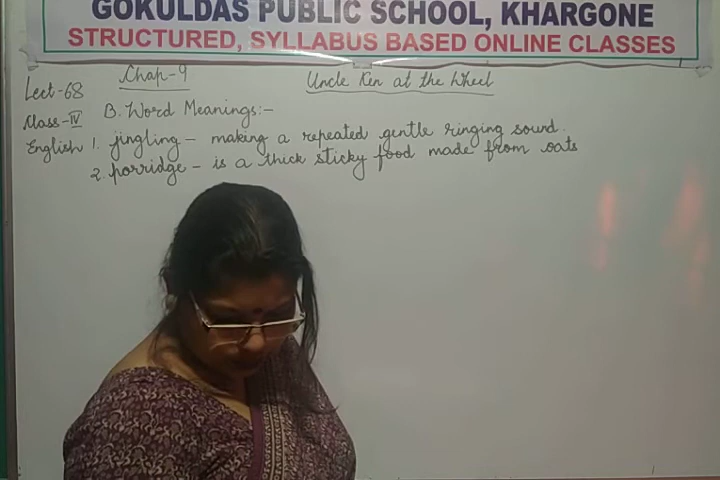 GOKULDAS PUBLIC SCHOOL, KHARGONE
STRUCTURED, SYLLABUS BASED ONLINE CLASSES
Lect-68 Chap-9 Uncle Ken at the Wheel
Class-IV B. Word Meanings:-
English 1. jingling - making a repeated gentle ringing sound.
2. porridge - is a thick sticky food made from oats